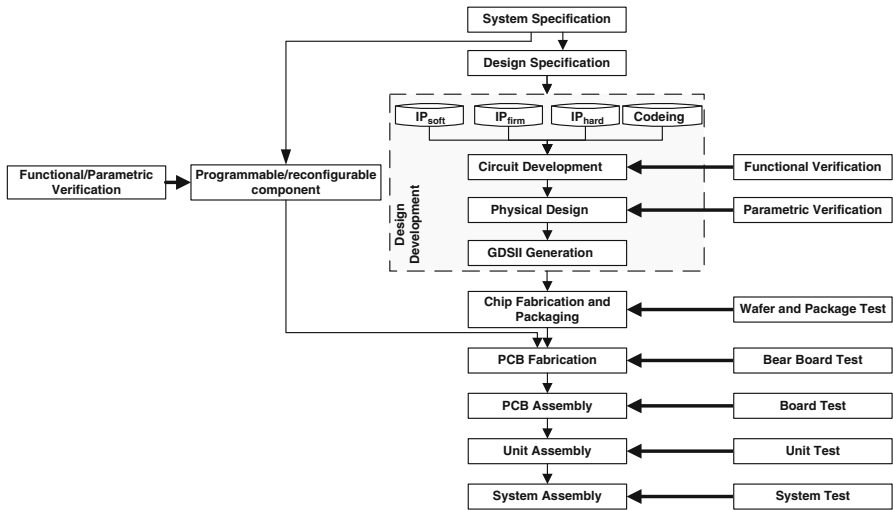 System Specification
Design Specification
IPsoft
IPfirm
IPhard
Codeing
Functional/Parametric
Verification
Programmable/reconfigurable
component
Circuit Development
Functional Verification
Design
Development
Physical Design
Parametric Verification
GDSII Generation
Chip Fabrication and
Packaging
Wafer and Package Test
PCB Fabrication
Bear Board Test
PCB Assembly
Board Test
Unit Assembly
Unit Test
System Assembly
System Test